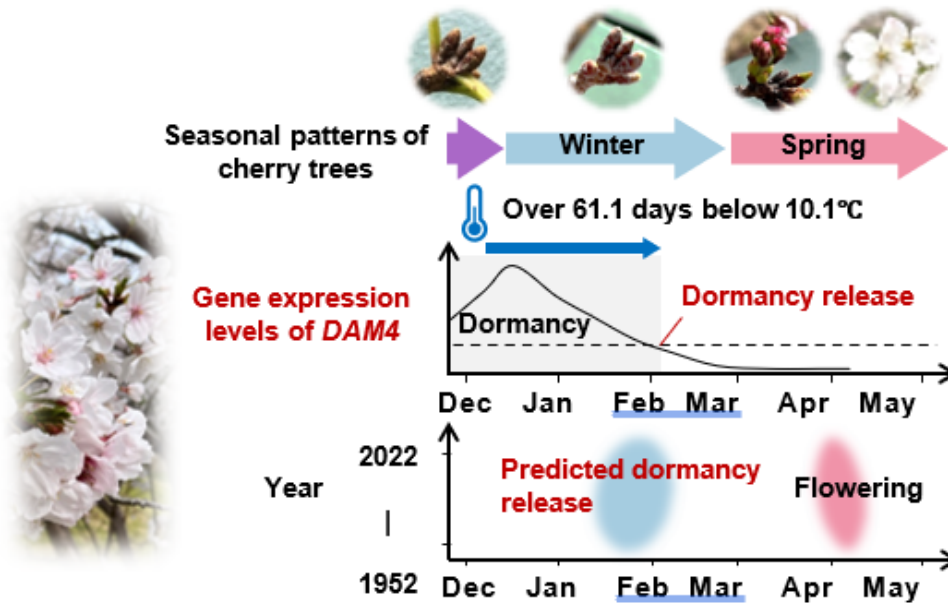 Seasonal patterns of
cherry trees
Winter
Spring
Over 61.1 days below 10.1℃
Gene expression
levels of DAM4
Dormancy
Dormancy release
Dec Jan Feb Mar Apr May
Year
2022
|
1952
Predicted dormancy
release
Flowering
Dec Jan Feb Mar Apr May